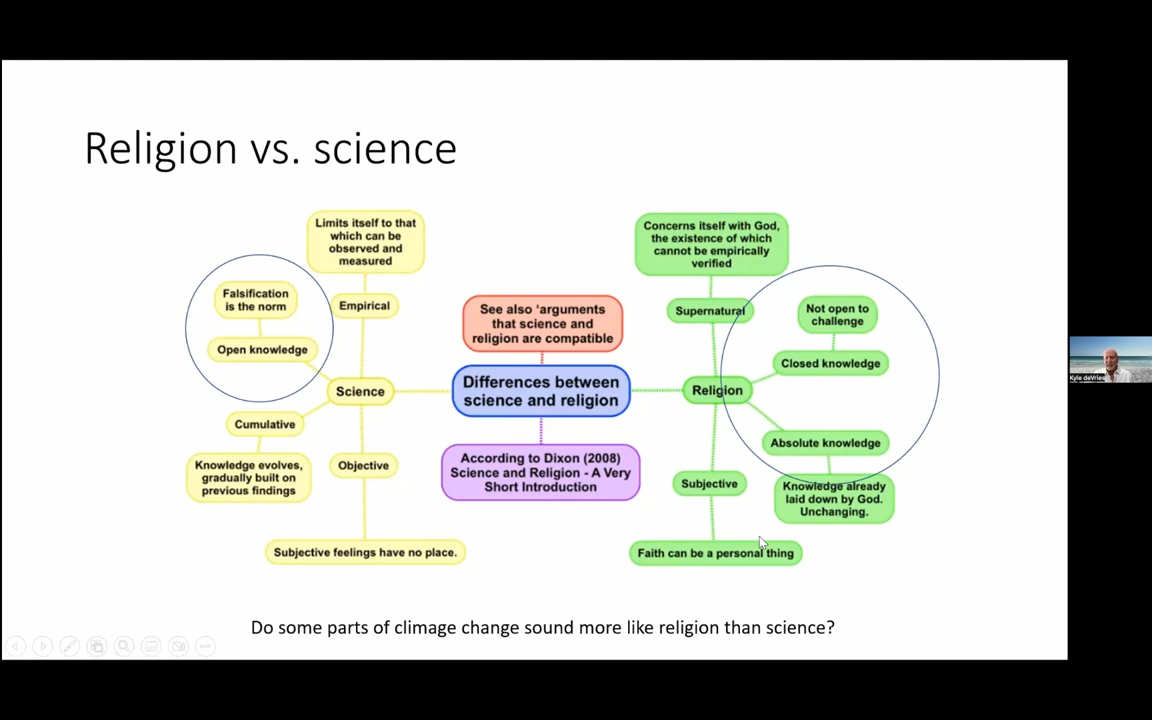 Religion vs. science
Limits itself to that
which can be
observed and
measured
Empirical
Falsification
is the norm
Open knowledge
Science
Cumulative
Knowledge evolves,
gradually built on
previous findings
Objective
Subjective feelings have no place.
See also ‘arguments
that science and
religion are compatible
Differences between
science and religion
According to Dixon (2008)
Science and Religion - A Very
Short Introduction
Concerns itself with God,
the existence of which
cannot be empirically
verified
Supernatural
Not open to
challenge
Closed knowledge
Religion
Absolute knowledge
Knowledge already
laid down by God.
Unchanging.
Subjective
Faith can be a personal thing
Do some parts of climage change sound more like religion than science?
Kyle deVries